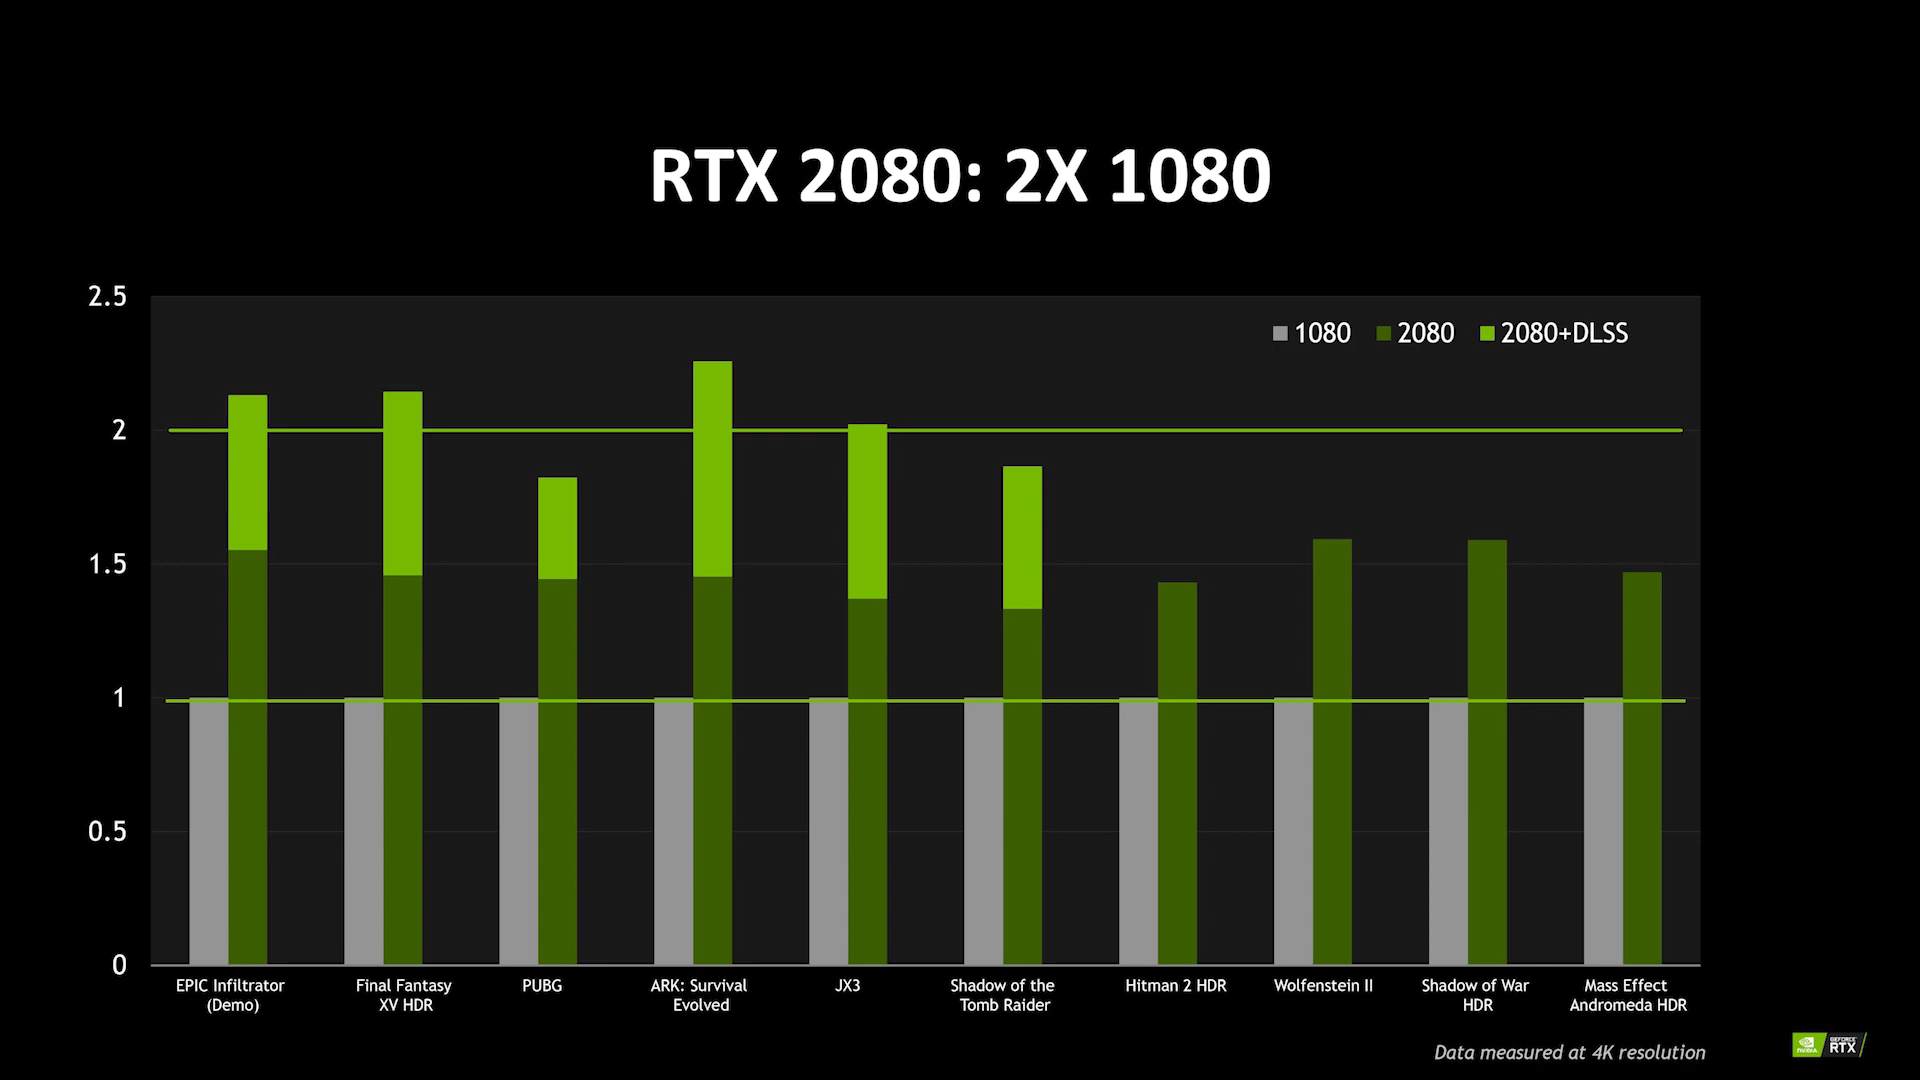 RTX 2080: 2X 1080
2.5
1080 2080 2080+DLSS
2
1.5
1
0.5
0
EPIC Infiltrator
(Demo)
Final Fantasy
XV HDR
PUBG
ARK: Survival
Evolved
JX3
Shadow of the
Tomb Raider
Hitman 2 HDR
Wolfenstein II
Shadow of War
HDR
Mass Effect
Andromeda HDR
Data measured at 4K resolution
NVIDIA
GEFORCE
RTX